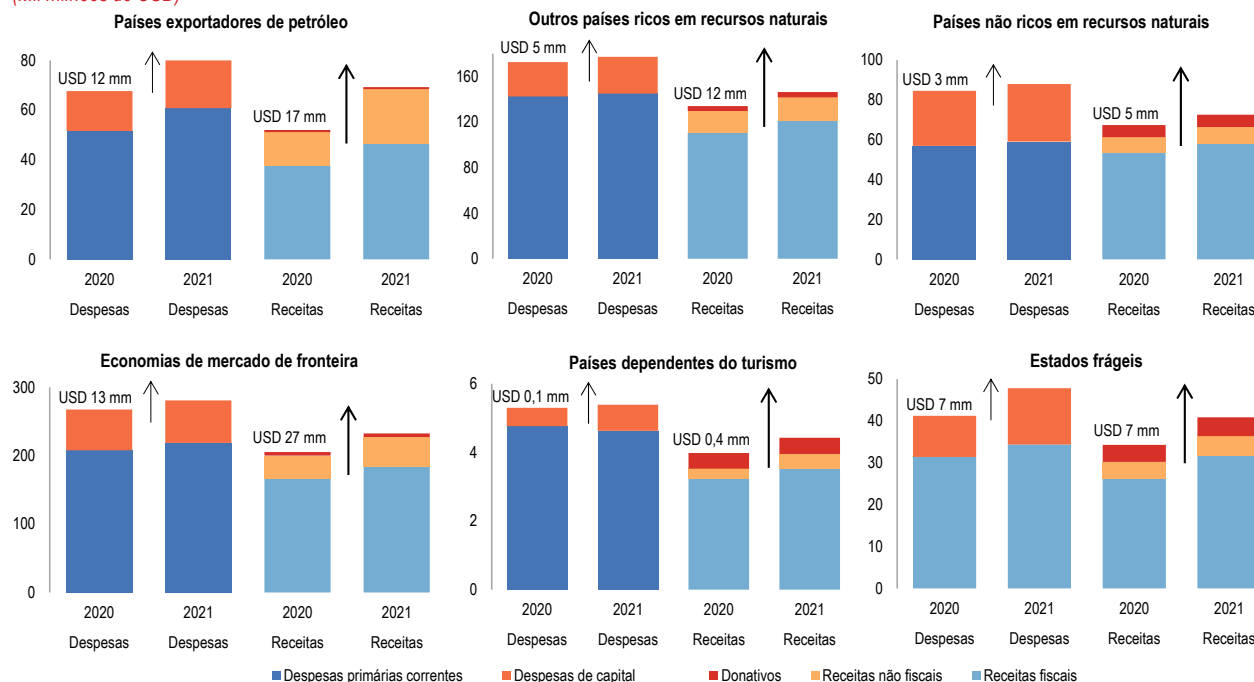 (Mil milhões de USD)
Países exportadores de petróleo
80
60
40
20
0
USD 12 mm
USD 17 mm
2020 2021 2020 2021
Despesas Despesas Receitas Receitas
Outros países ricos em recursos naturais
160
120
80
40
0
USD 5 mm
USD 12 mm
2020 2021 2020 2021
Despesas Despesas Receitas Receitas
Países não ricos em recursos naturais
100
80
60
40
20
0
USD 3 mm
USD 5 mm
2020 2021 2020 2021
Despesas Despesas Receitas Receitas
Economias de mercado de fronteira
300
200
100
0
USD 13 mm
USD 27 mm
2020 2021 2020 2021
Despesas Despesas Receitas Receitas
Países dependentes do turismo
6
4
2
0
USD 0,1 mm
USD 0,4 mm
2020 2021 2020 2021
Despesas Despesas Receitas Receitas
Estados frágeis
50
40
30
20
10
0
USD 7 mm
USD 7 mm
2020 2021 2020 2021
Despesas Despesas Receitas Receitas
Despesas primárias correntes Despesas de capital Donativos Receitas não fiscais Receitas fiscais